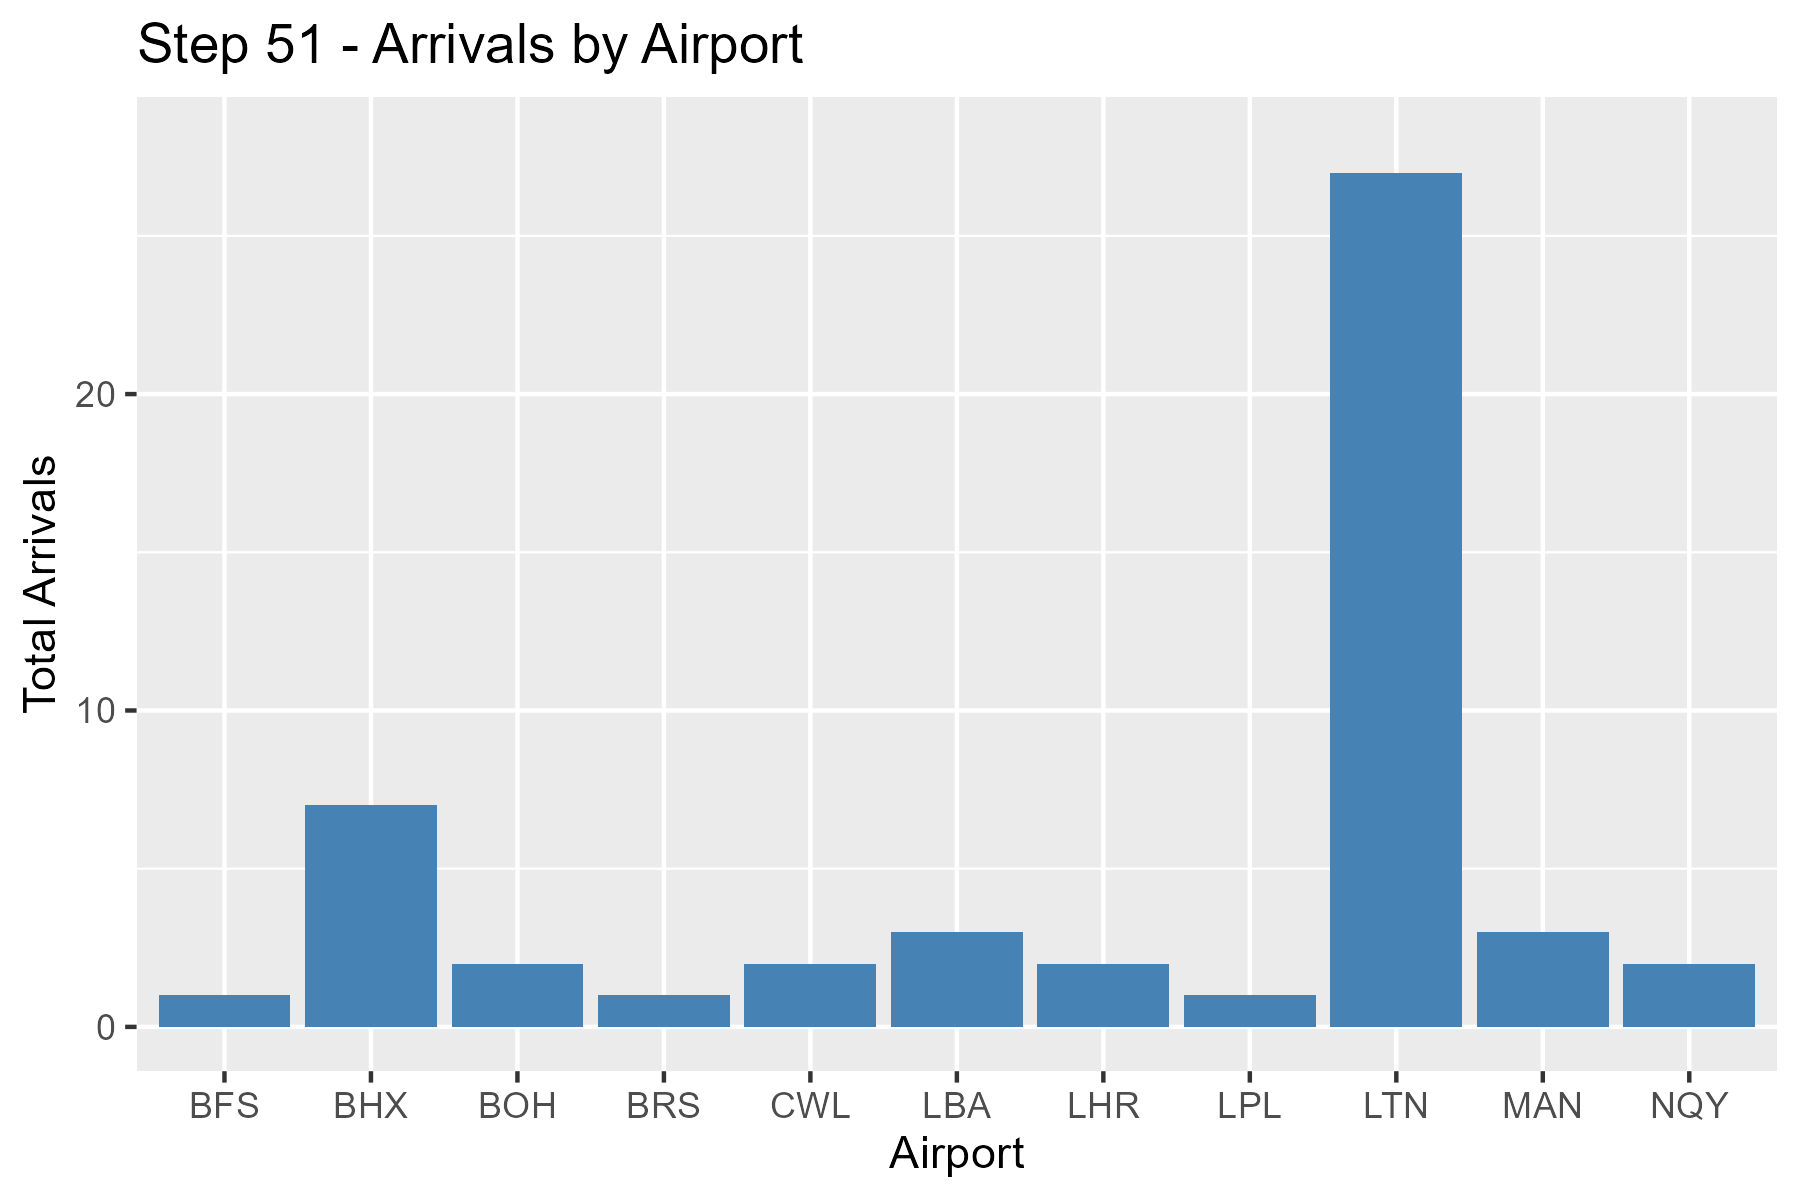 Step 51 - Arrivals by Airport
Total Arrivals
20
10
0
BFS BHX BOH BRS CWL LBA LHR LPL LTN MAN NQY
Airport